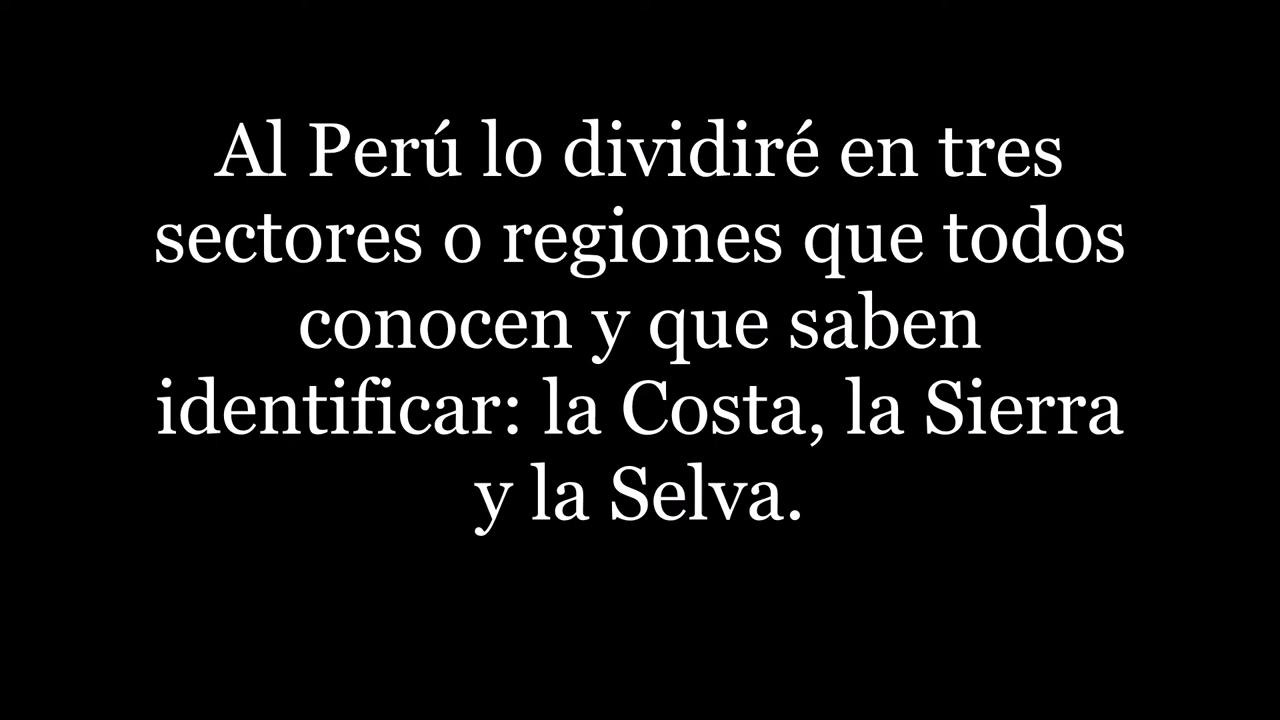 Al Perú lo dividiré en tres
sectores o regiones que todos
conocen y que saben
identificar: la Costa, la Sierra
y la Selva.